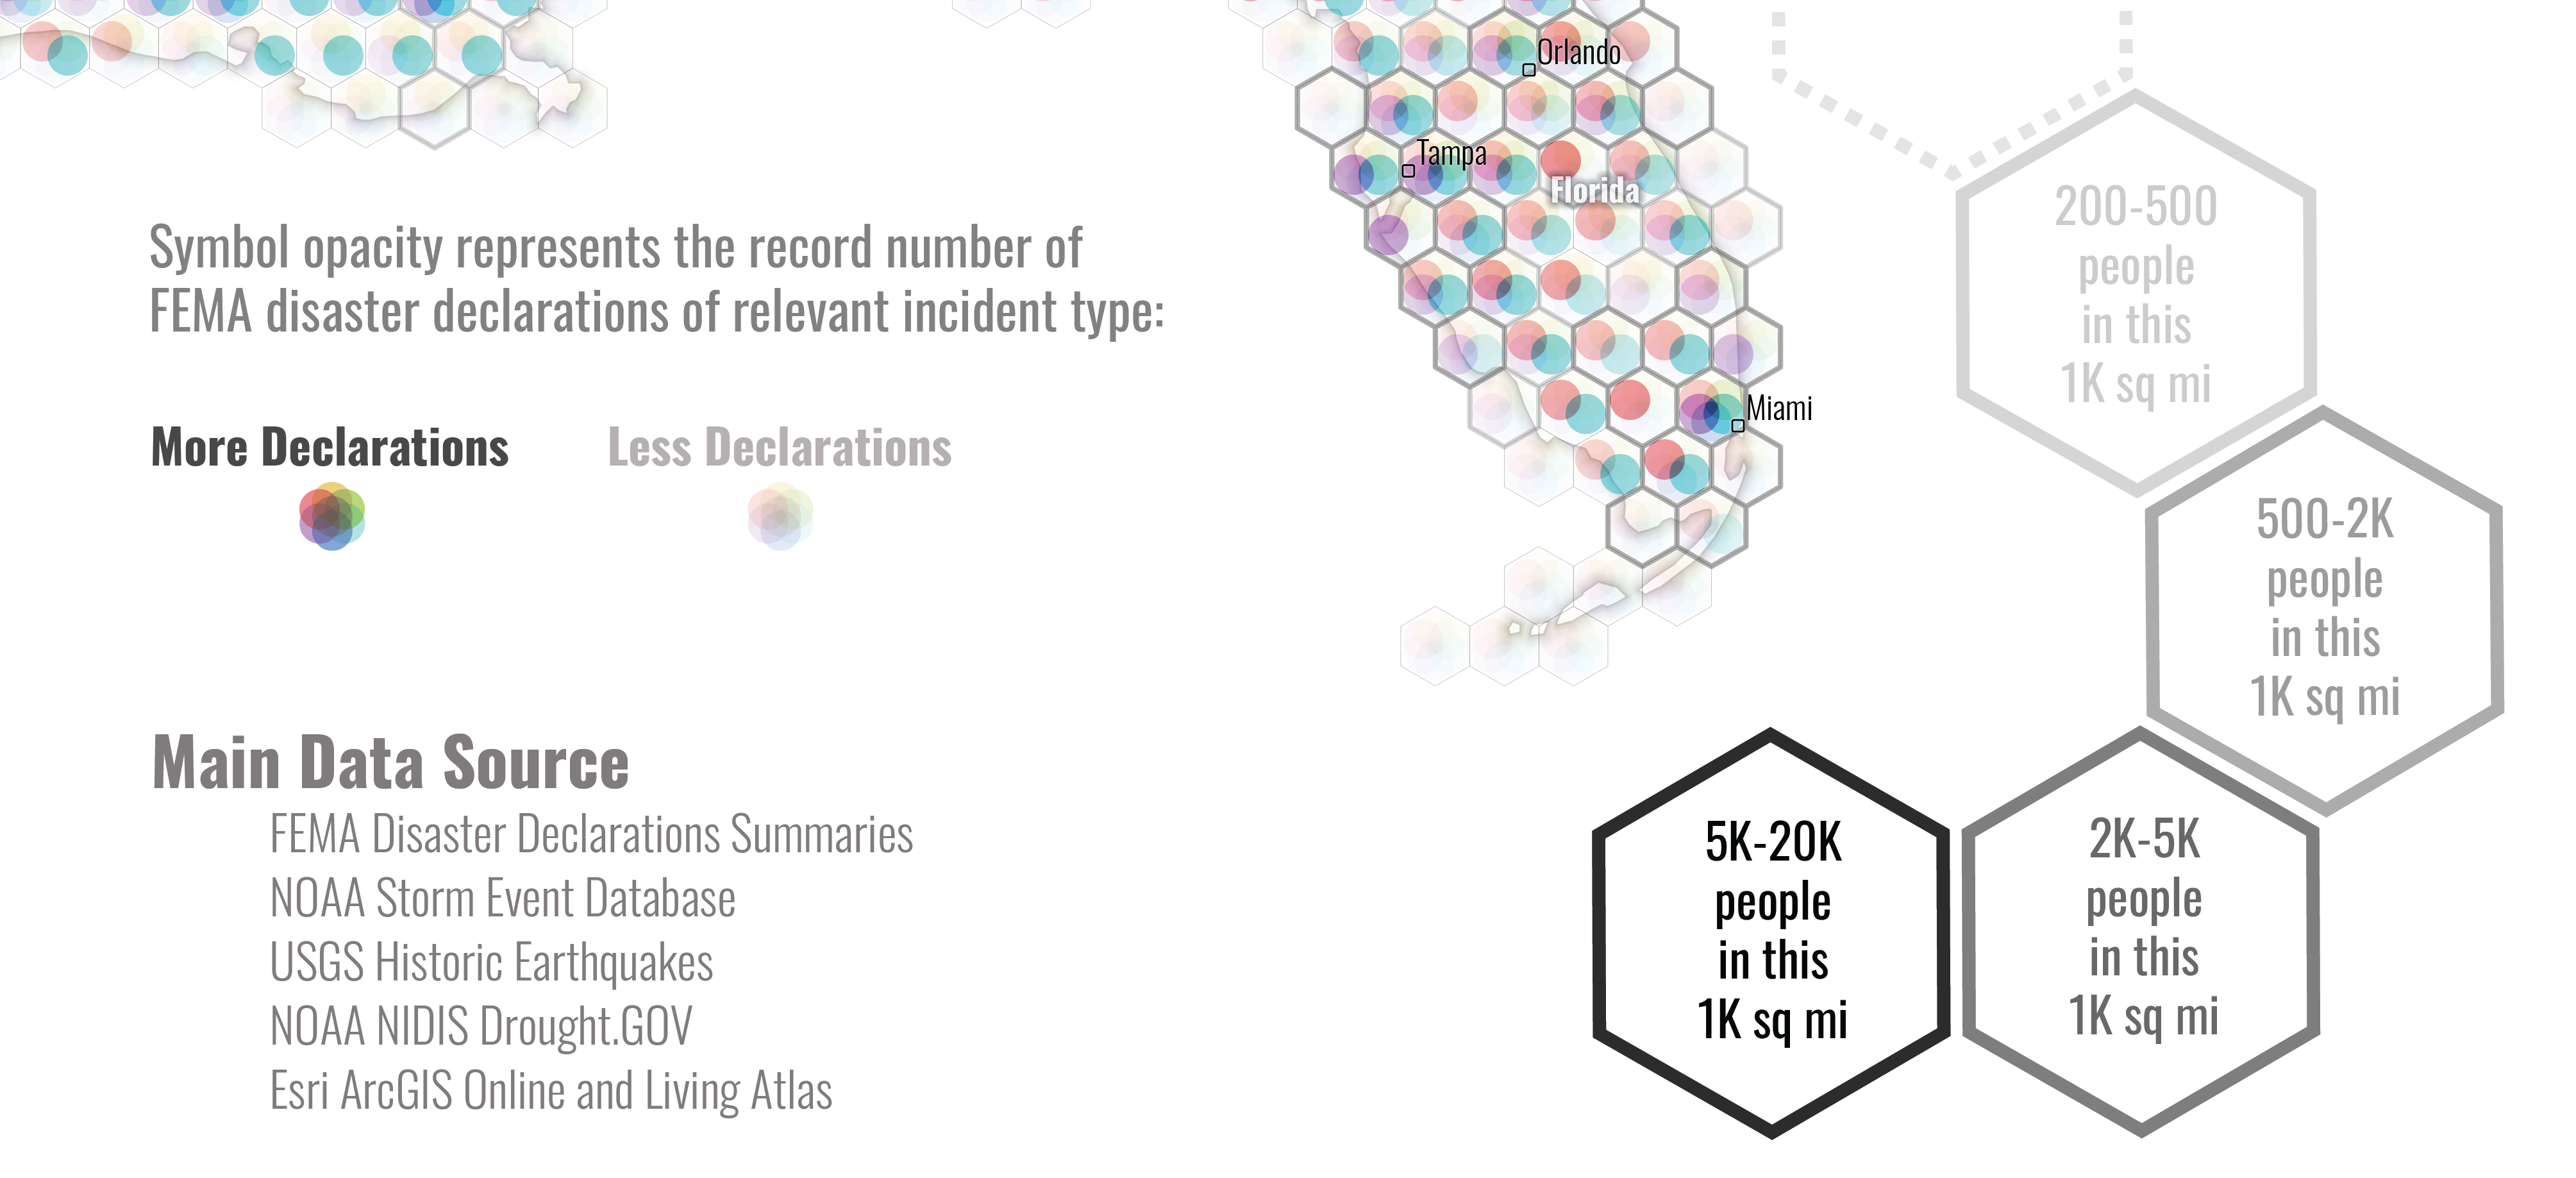 Orlando
Tampa
Florida
Miami
Symbol opacity represents the record number of
FEMA disaster declarations of relevant incident type:
More Declarations
Less Declarations
Main Data Source
FEMA Disaster Declarations Summaries
NOAA Storm Event Database
USGS Historic Earthquakes
NOAA NIDIS Drought.GOV
Esri ArcGIS Online and Living Atlas
200-500
people
in this
1K sq mi
500-2K
people
in this
1K sq mi
2K-5K
people
in this
1K sq mi
5K-20K
people
in this
1K sq mi